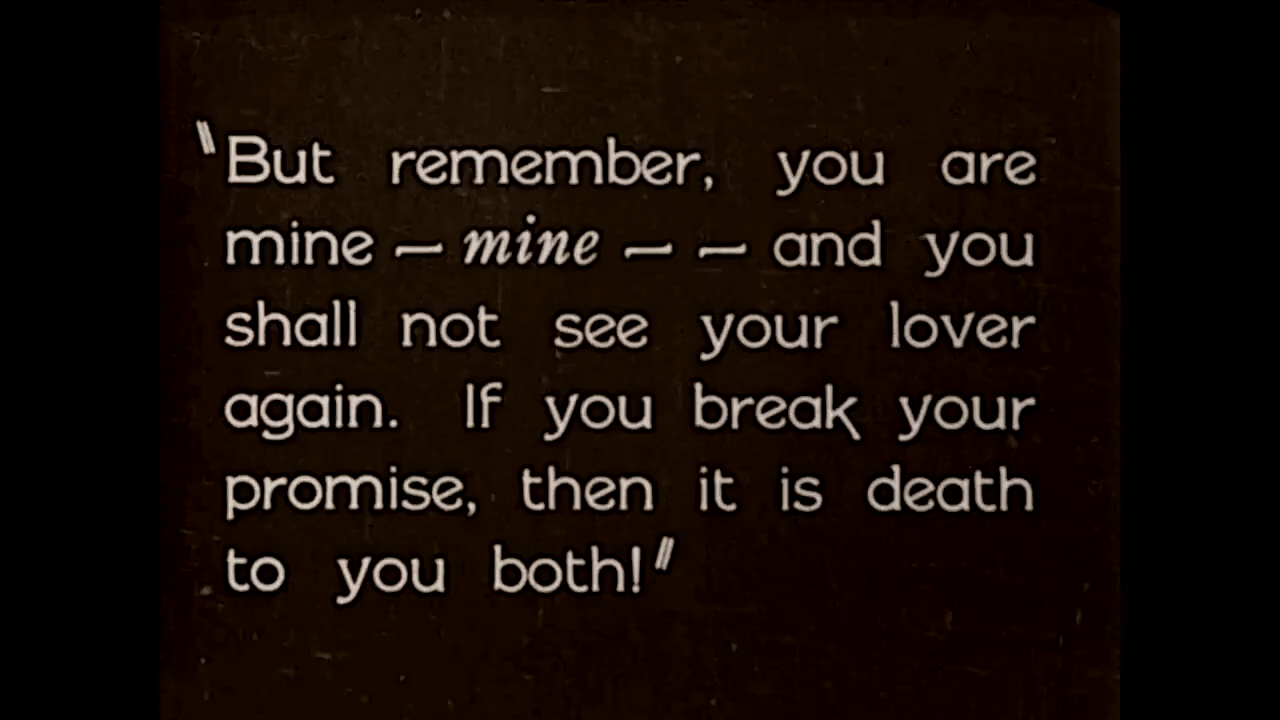 "But remember, you are
mine — mine — — and you
shall not see your lover
again. If you break your
promise, then it is death
to you both!"